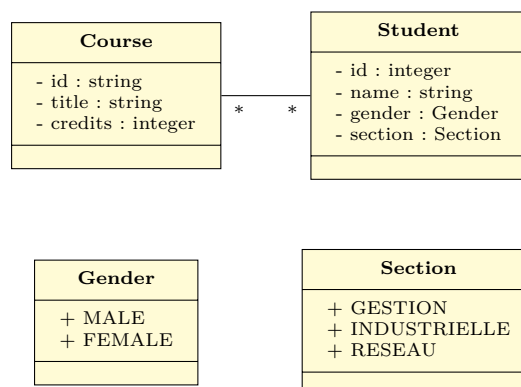 Course
- id : string
- title : string
- credits : integer
* *
Student
- id : integer
- name : string
- gender : Gender
- section : Section
Gender
+ MALE
+ FEMALE
Section
+ GESTION
+ INDUSTRIELLE
+ RESEAU